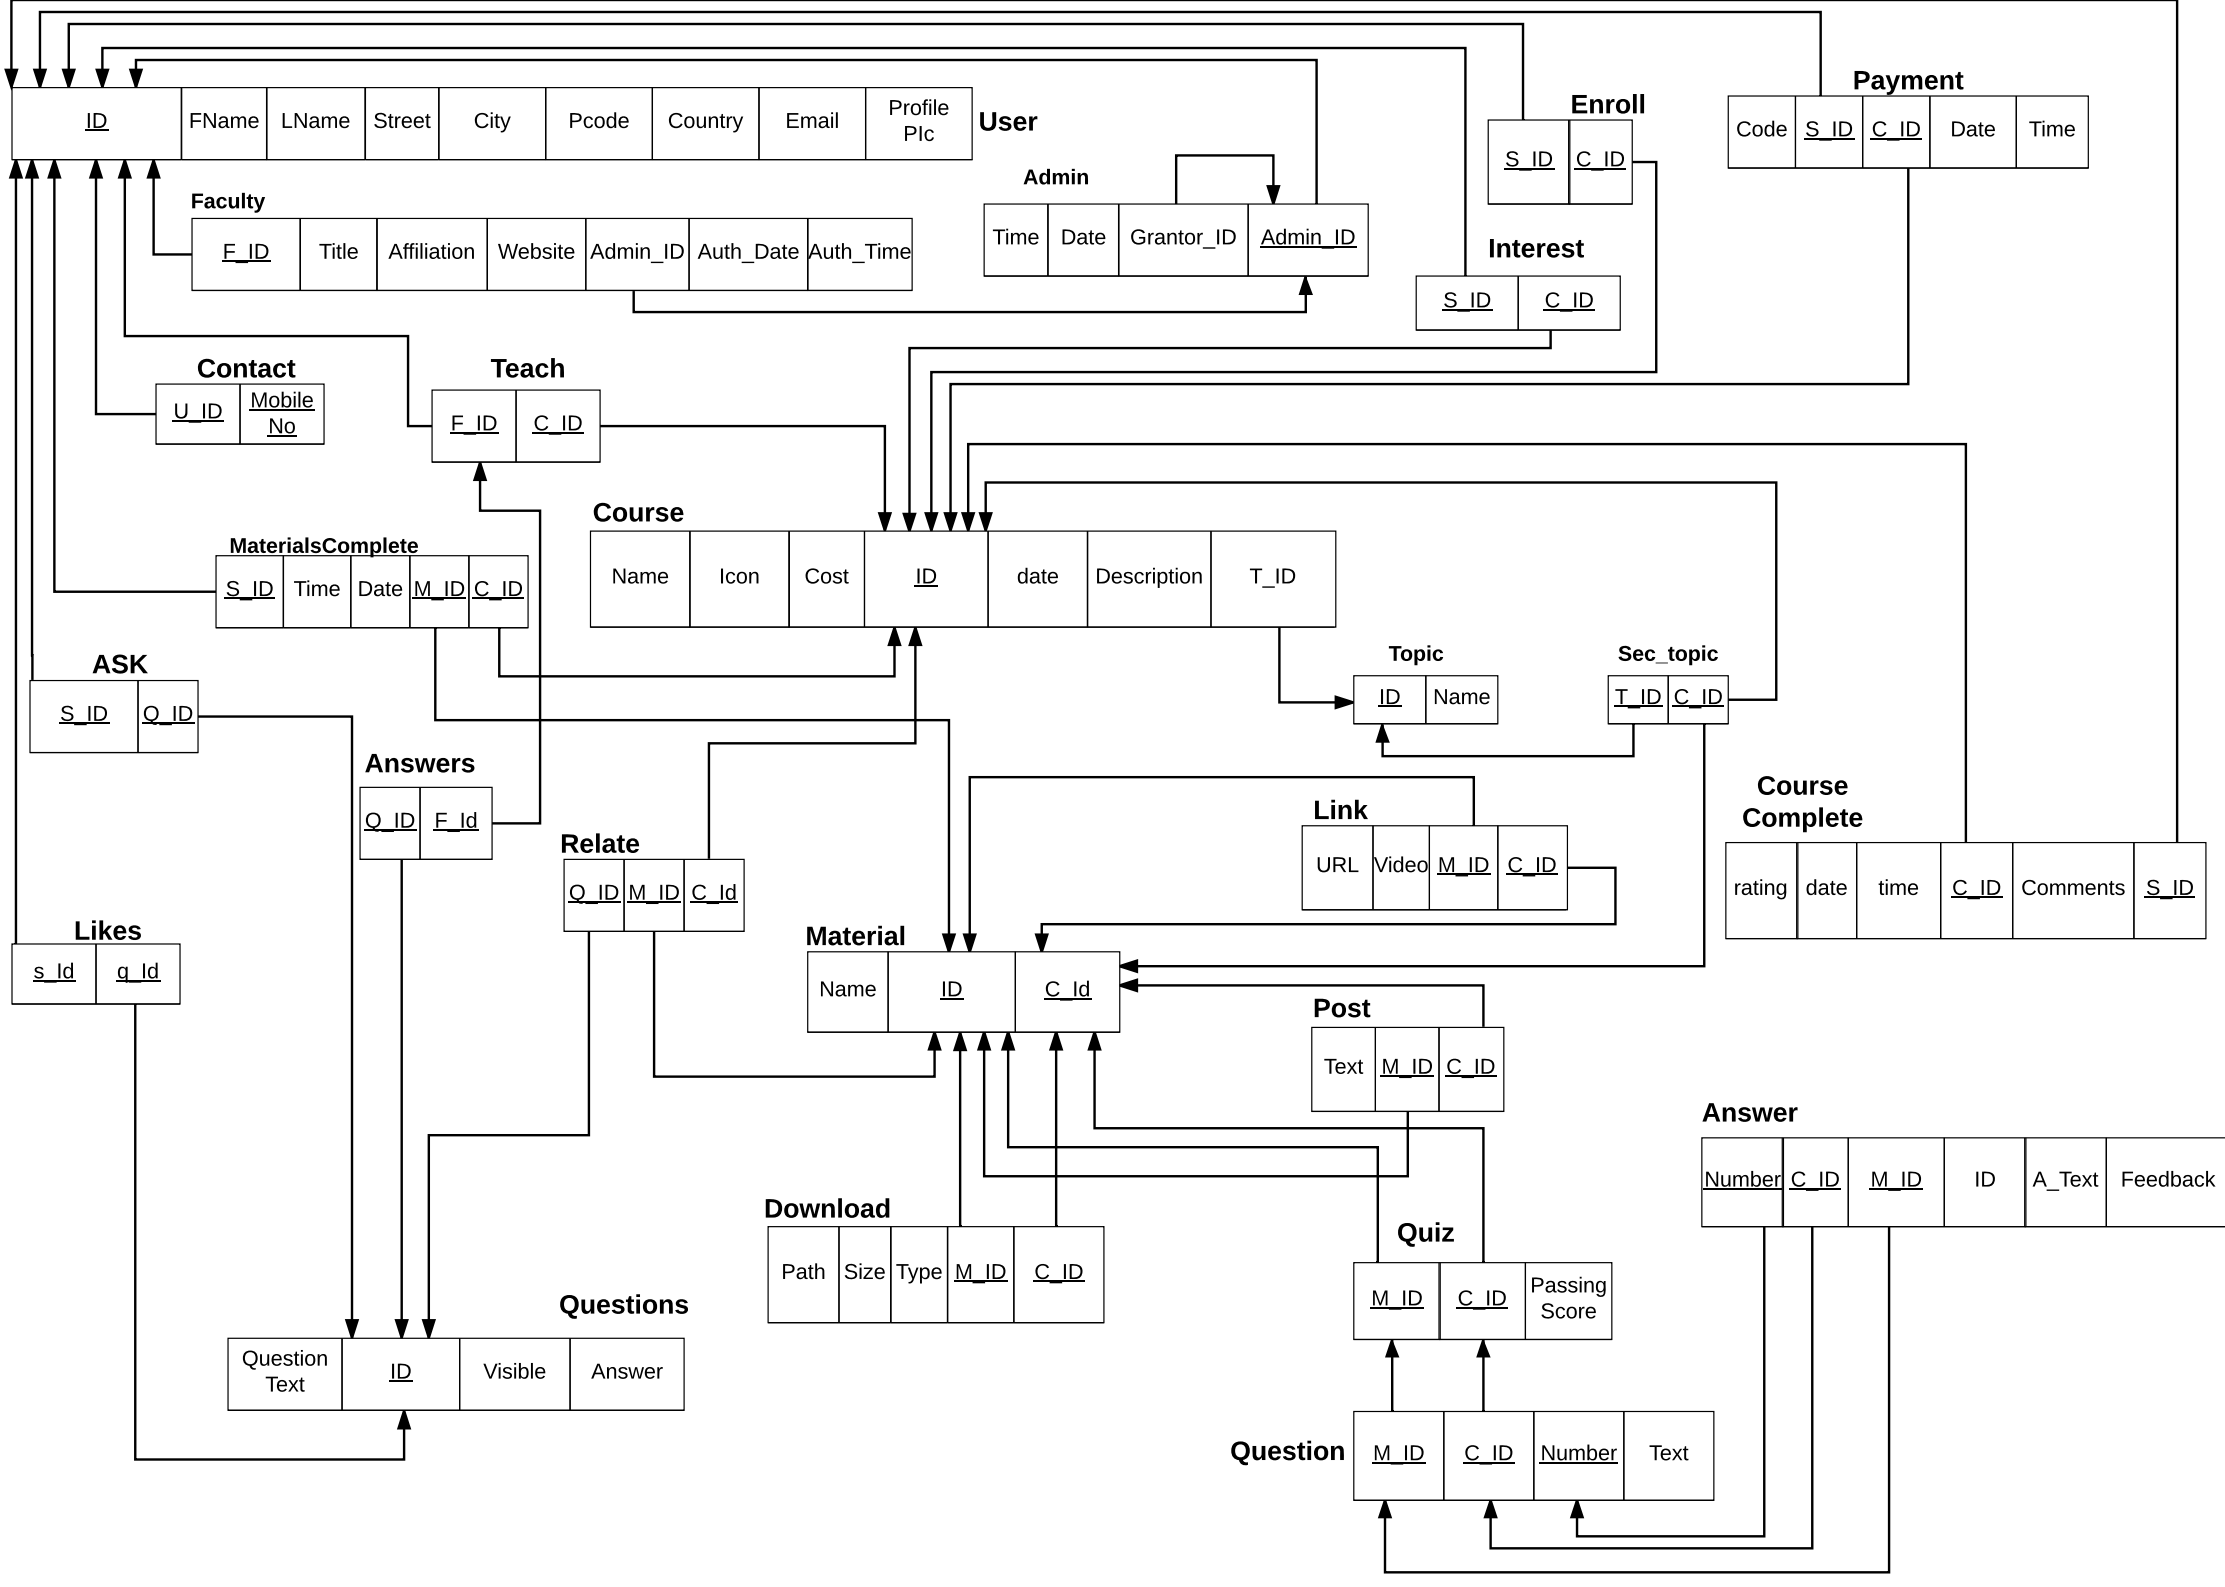 Payment
Code S_ID C_ID Date Time
Enroll
S_ID C_ID
ID FName LName Street City Pcode Country Email Profile
PIc
User
Admin
Time Date Grantor_ID Admin_ID
Faculty
F_ID Title Affiliation Website Admin_ID Auth_Date Auth_Time
Interest
S_ID C_ID
Contact
U_ID Mobile
No
Teach
F_ID C_ID
Course
Name Icon Cost ID date Description T_ID
MaterialsComplete
S_ID Time Date M_ID C_ID
ASK
S_ID Q_ID
Topic
ID Name
Sec_topic
T_ID C_ID
Answers
Q_ID F_Id
Relate
Q_ID M_ID C_Id
Link
URL Video M_ID C_ID
Course
Complete
rating date time C_ID Comments S_ID
Likes
s_Id q_Id
Material
Name ID C_Id
Post
Text M_ID C_ID
Answer
Number C_ID M_ID ID A_Text Feedback
Download
Path Size Type M_ID C_ID
Quiz
M_ID C_ID Passing
Score
Questions
Question
Text
ID Visible Answer
Question
M_ID C_ID Number Text